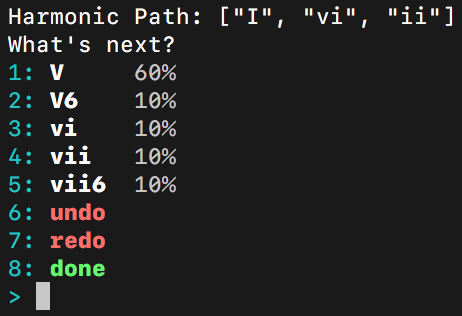 Harmonic Path: ["I", "vi", "ii"]
What's next?
1: V 60%
2: V6 10%
3: vi 10%
4: vii 10%
5: vii6 10%
6: undo
7: redo
8: done
>